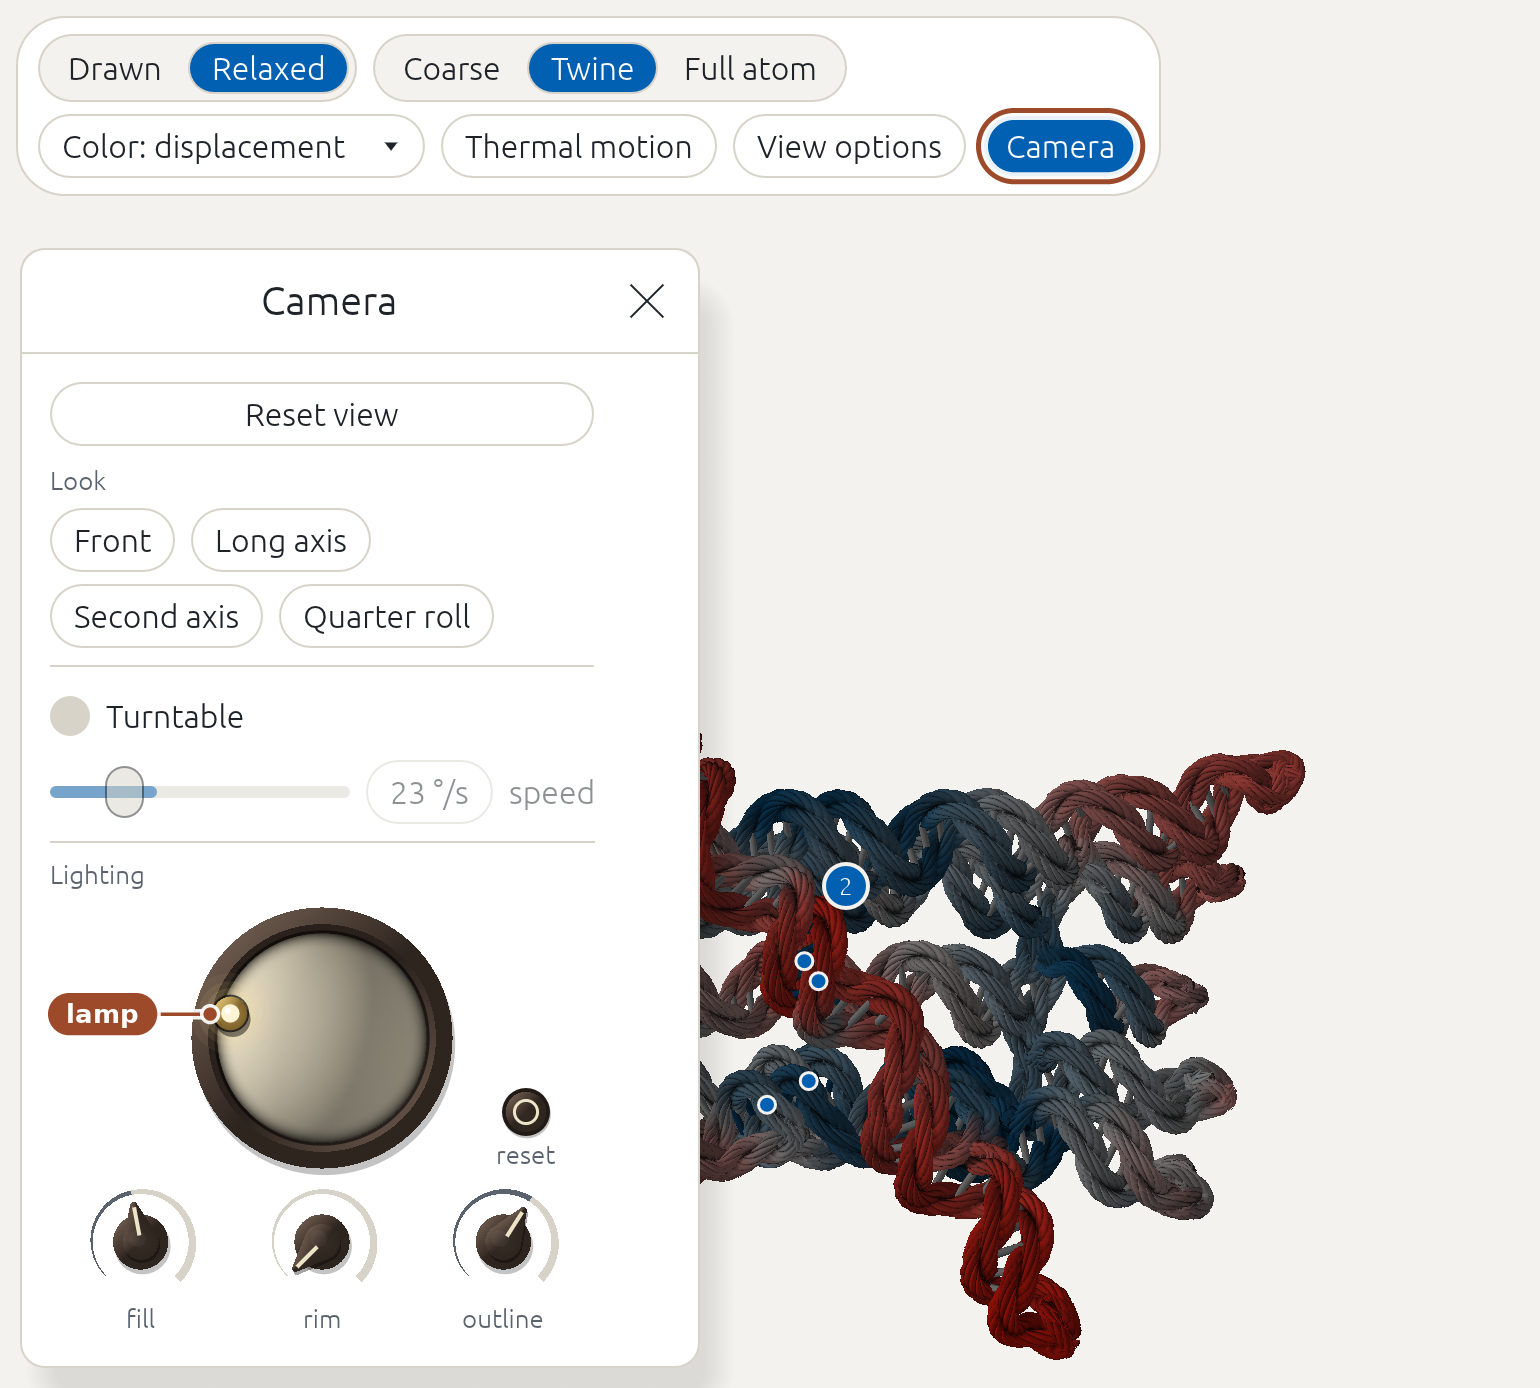 Drawn Relaxed Coarse Twine Full atom
Color: displacement Thermal motion View options Camera
Camera
Reset view
Look
Front Long axis
Second axis Quarter roll
Turntable
23 °/s speed
Lighting
2
lamp
reset
fill rim outline